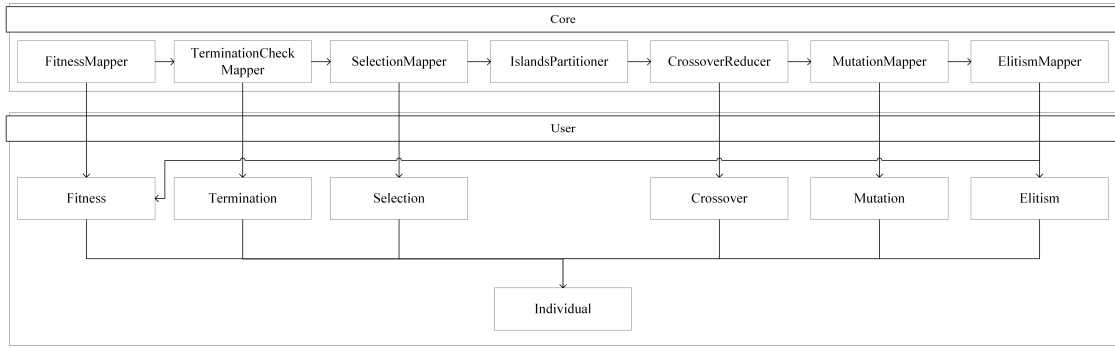 Core
FitnessMapper
TerminationCheck
Mapper
SelectionMapper
IslandsPartitioner
CrossoverReducer
MutationMapper
ElitismMapper
User
Fitness
Termination
Selection
Crossover
Mutation
Elitism
Individual